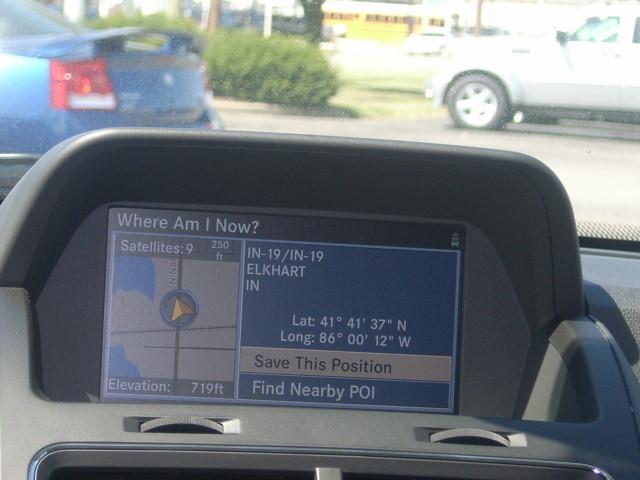 Where Am I Now?
Satellites:9 250 ft
IN-19/IN-19
ELKHART
IN
Lat: 41° 41' 37" N
Long: 86° 00' 12" W
Save This Position
Elevation: 719ft
Find Nearby POI